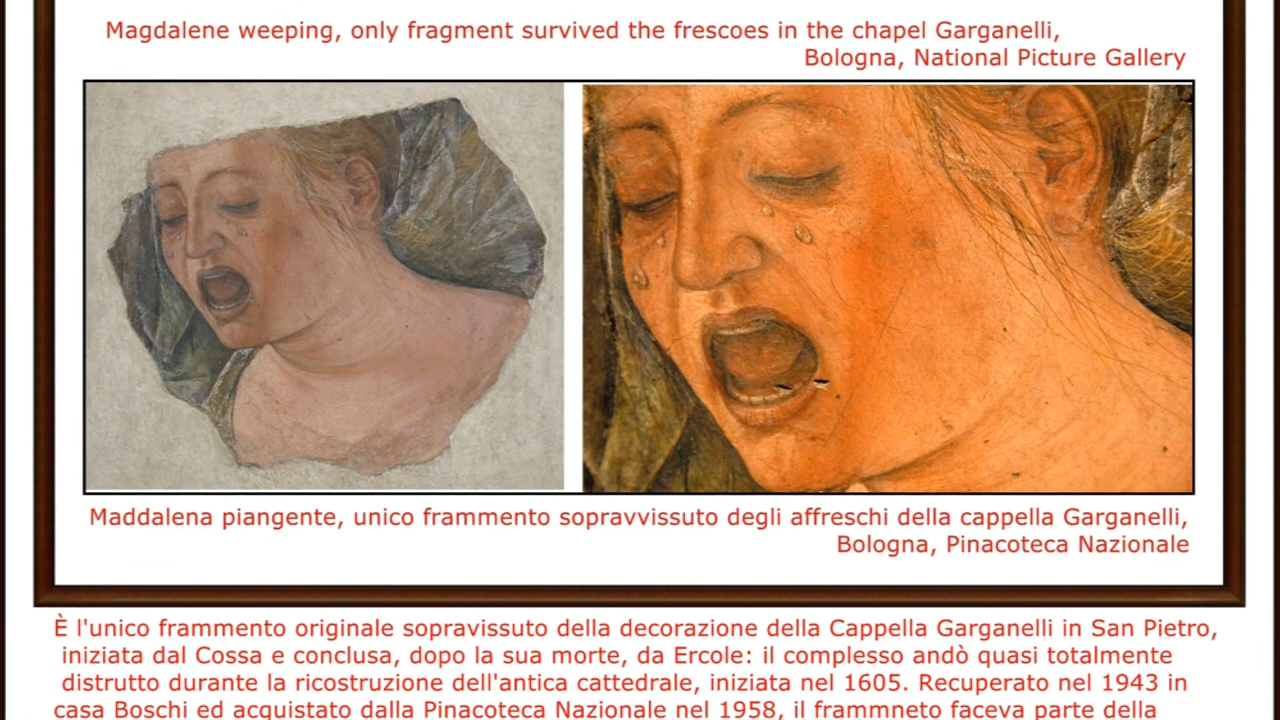 Magdalene weeping, only fragment survived the frescoes in the chapel Garganelli,
Bologna, National Picture Gallery
Maddalena piangente, unico frammento sopravvissuto degli affreschi della cappella Garganelli,
Bologna, Pinacoteca Nazionale
È l'unico frammento originale sopravissuto della decorazione della Cappella Garganelli in San Pietro,
iniziata dal Cossa e conclusa, dopo la sua morte, da Ercole: il complesso andò quasi totalmente
distrutto durante la ricostruzione dell'antica cattedrale, iniziata nel 1605. Recuperato nel 1943 in
casa Boschi ed acquistato dalla Pinacoteca Nazionale nel 1958, il frammneto faceva parte della